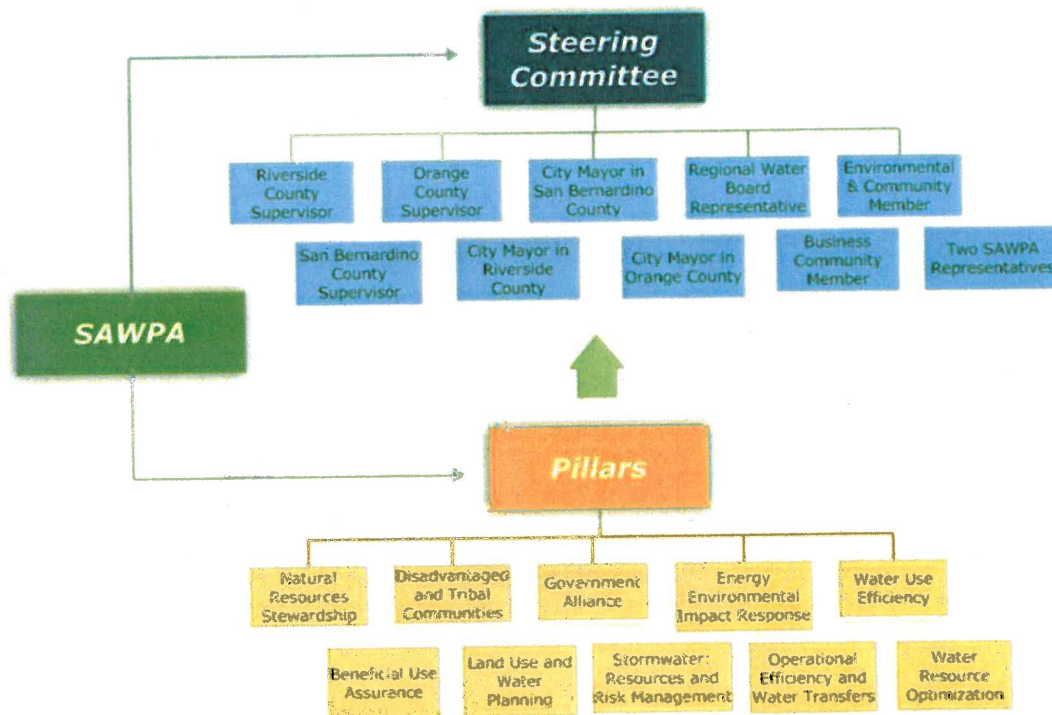 Steering
Committee
Riverside
County
Supervisor
Orange
County
Supervisor
City Mayor in
San Bernardino
County
Regional Water
Board
Representative
Environmental
& Community
Member
San Bernardino
County
Supervisor
City Mayor in
Riverside
County
City Mayor in
Orange County
Business
Community
Member
Two SAWPA
Representatives
SAWPA
Pillars
Natural
Resources
Stewardship
Disadvantaged
and Tribal
Communities
Government
Alliance
Energy
Environmental
Impact Response
Water Use
Efficiency
Beneficial Use
Assurance
Land Use and
Water
Planning
Stormwater:
Resources and
Risk Management
Operational
Efficiency and
Water Transfers
Water
Resource
Optimization